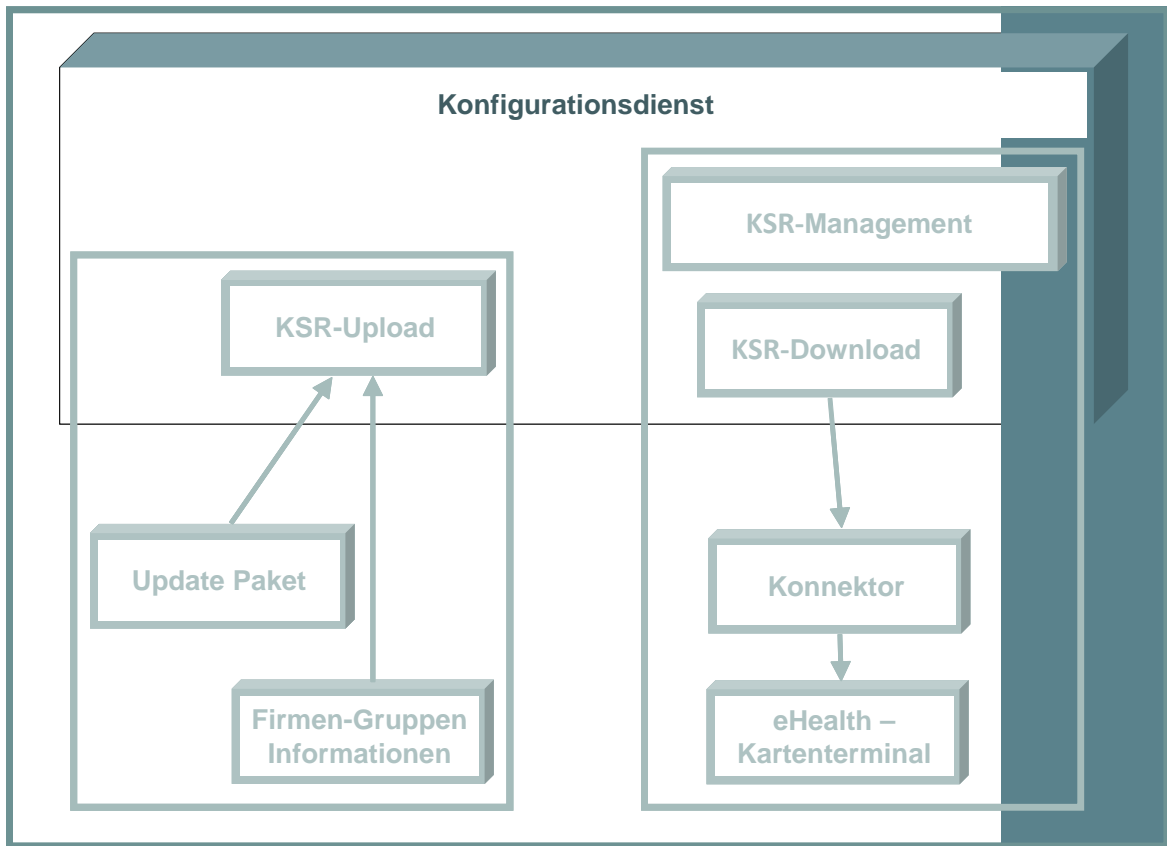 Konfigurationsdienst
KSR-Management
KSR-Upload
KSR-Download
Update Paket
Konnektor
Firmen-Gruppen
Informationen
eHealth –
Kartenterminal